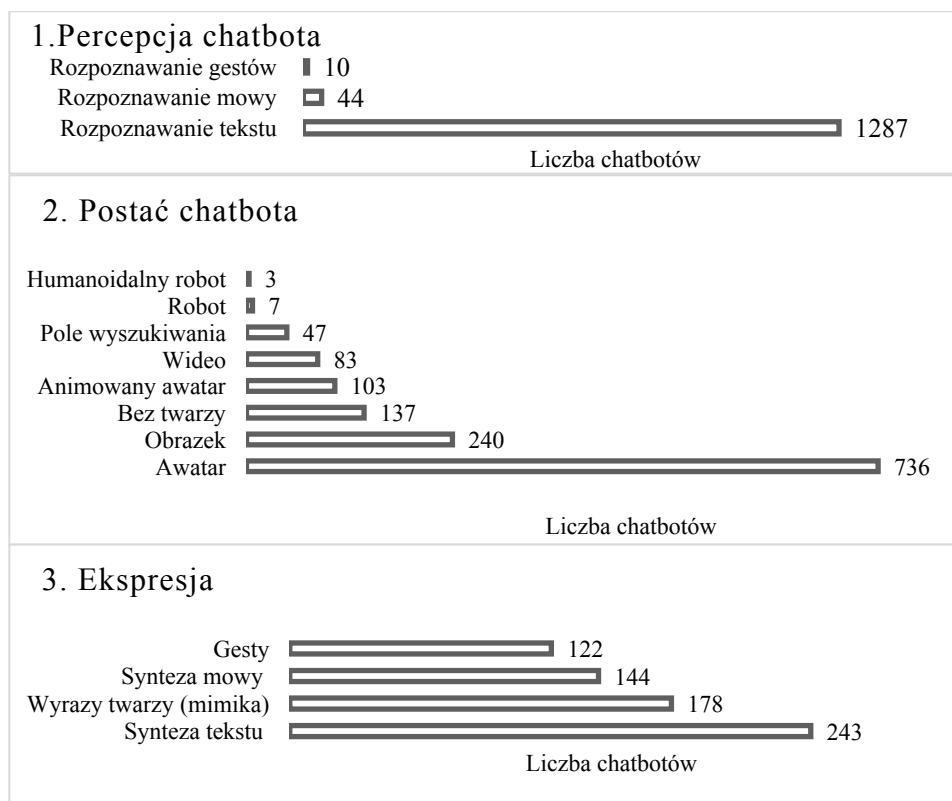 1.Percepcja chatbota
Rozpoznawanie gestów 10
Rozpoznawanie mowy 44
Rozpoznawanie tekstu 1287
Liczba chatbotów
2. Postać chatbota
Humanoidalny robot 3
Robot 7
Pole wyszukiwania 47
Wideo 83
Animowany awatar 103
Bez twarzy 137
Obrazek 240
Awatar 736
Liczba chatbotów
3. Ekspresja
Gesty 122
Synteza mowy 144
Wyrazy twarzy (mimika) 178
Synteza tekstu 243
Liczba chatbotów